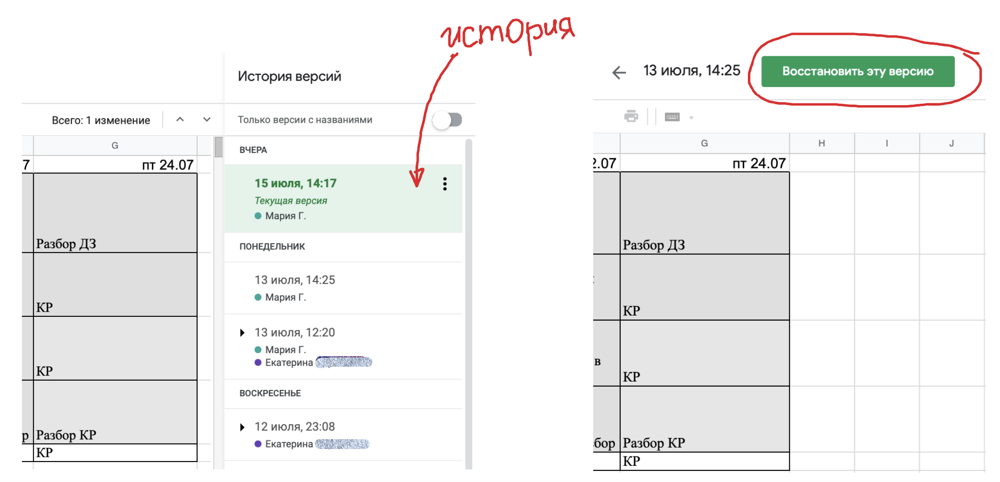 история
История версий
Всего: 1 изменение
Только версии с названиями
G
7
пт 24.07
Разбор ДЗ
КР
КР
р
Разбор КР
КР
ВЧЕРА
15 июля, 14:17
Текущая версия
Мария Г.
ПОНЕДЕЛЬНИК
13 июля, 14:25
Мария Г.
13 июля, 12:20
Мария Г.
Екатерина
ВОСКРЕСЕНЬЕ
12 июля, 23:08
Екатерина
13 июля, 14:25
Восстановить эту версию
G H I J
2.07
пт 24.07
Разбор ДЗ
КР
в
КР
бор
Разбор КР
КР